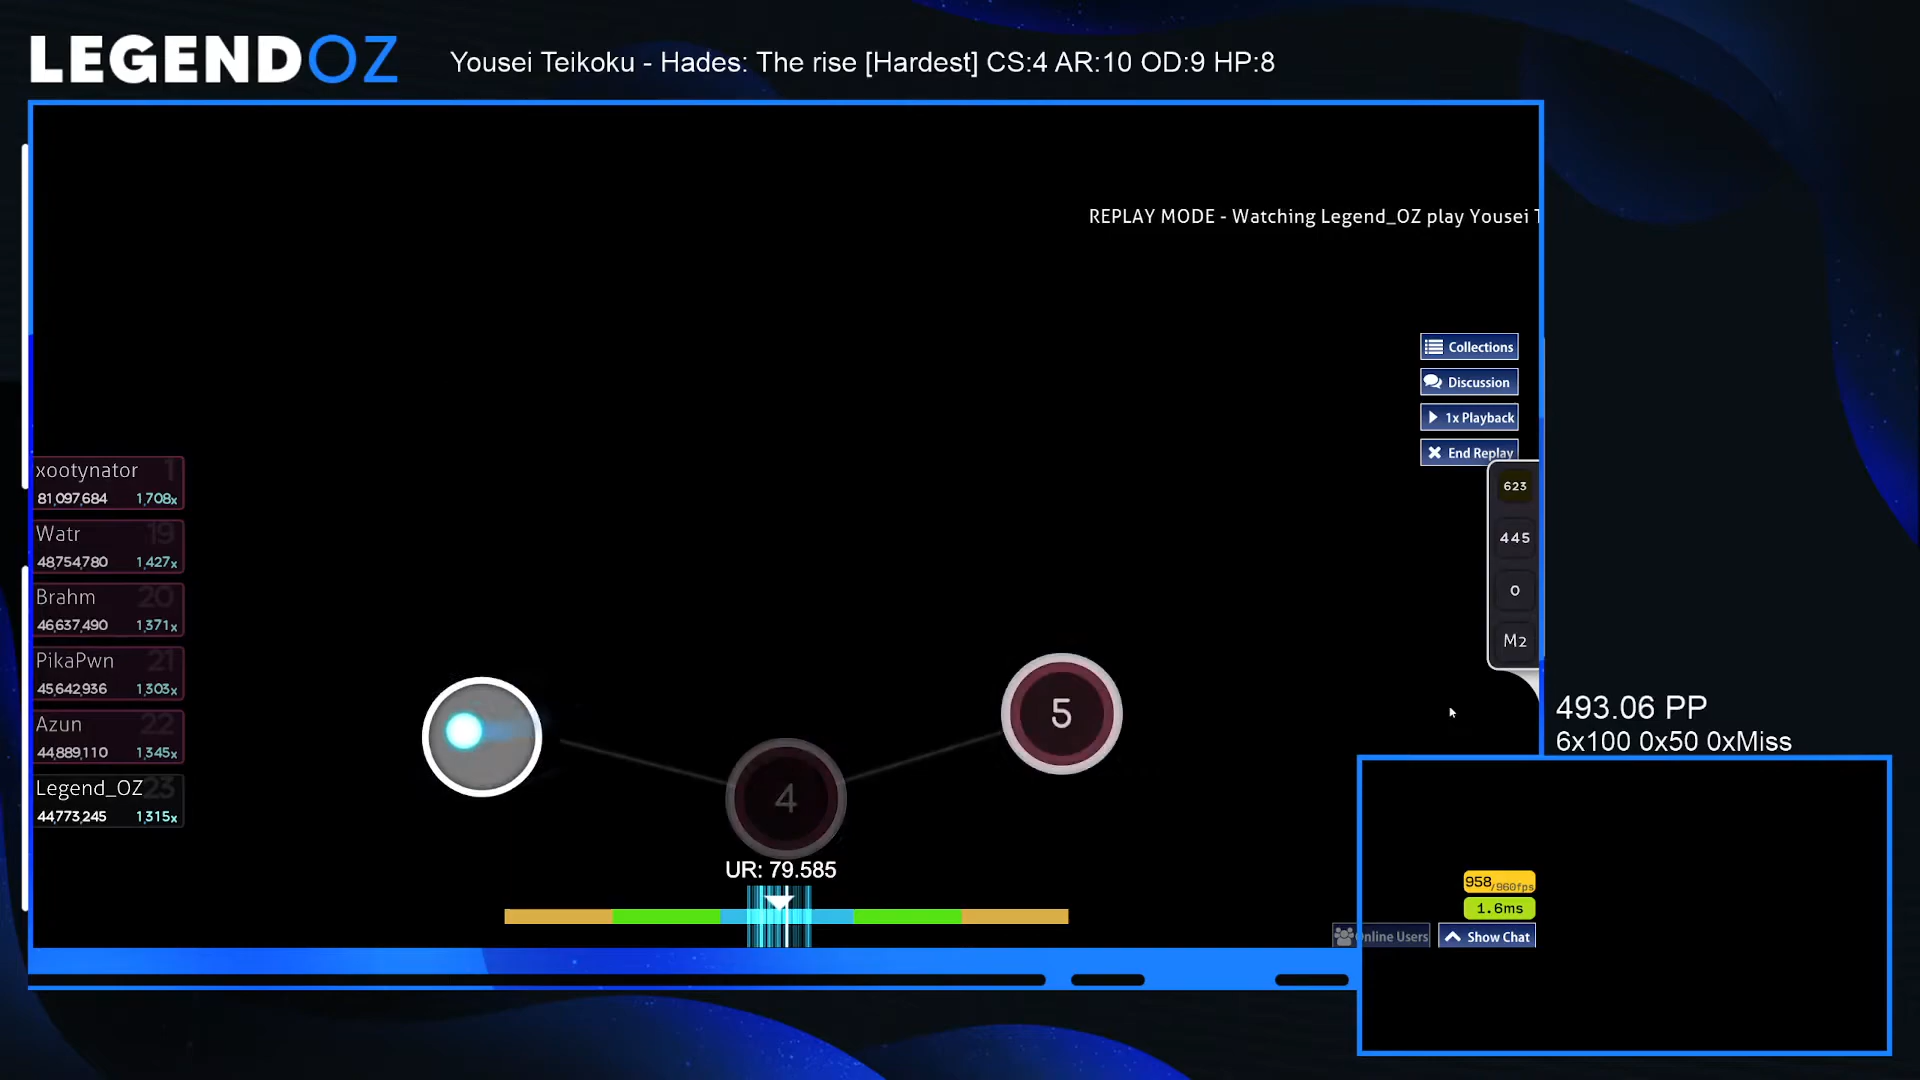 LEGENDOZ
Yousei Teikoku - Hades: The rise [Hardest] CS:4 AR:10 OD:9 HP:8
REPLAY MODE - Watching Legend_OZ play Yousei T
Collections
Discussion
1x Playback
End Replay
xootynator 1
81,097,684 1,708x
Watr 19
48,754,780 1,427x
Brahm 20
46,637,490 1,371x
PikaPwn 21
45,642,936 1,303x
Azun 22
44,889,110 1,345x
Legend_OZ 23
44,773,245 1,315x
623
445
0
M2
5
4
493.06 PP
6x100 0x50 0xMiss
UR: 79.585
958/960fps
1.6ms
Online Users
Show Chat